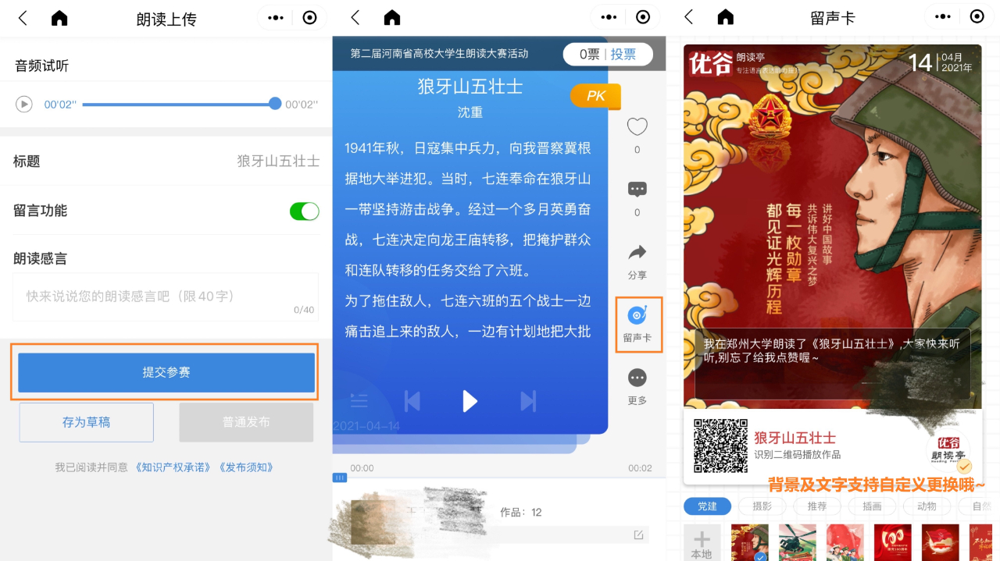 朗读上传
音频试听
00'02''
00'02''
标题
狼牙山五壮士
留言功能
朗读感言
快来说说您的朗读感言吧（限40字）
0/40
提交参赛
存为草稿
普通发布
我已阅读并同意《知识产权承诺》《发布须知》
第二届河南省高校大学生朗读大赛活动
0票 | 投票
狼牙山五壮士
PK
沈重
1941年秋，日寇集中兵力，向我晋察冀根
据地大举进犯。当时，七连奉命在狼牙山
一带坚持游击战争。经过一个多月英勇奋
战，七连决定向龙王庙转移，把掩护群众
和连队转移的任务交给了六班。
为了拖住敌人，七连六班的五个战士一边
痛击追上来的敌人，一边有计划地把大批
0
0
分享
留声卡
更多
2021-04-14
00:00
00:02
作品：12
留声卡
优谷
朗读亭
专注语言表达能力提升
14
04月
2021年
讲好中国故事
共诉伟大复兴之梦
每一枚勋章
都见证光辉历程
我在郑州大学朗读了《狼牙山五壮士》,大家快来听
听,别忘了给我点赞喔~
狼牙山五壮士
识别二维码播放作品
优谷
朗读亭
背景及文字支持自定义更换哦~
党建
摄影
推荐
插画
动物
自然
本地
100